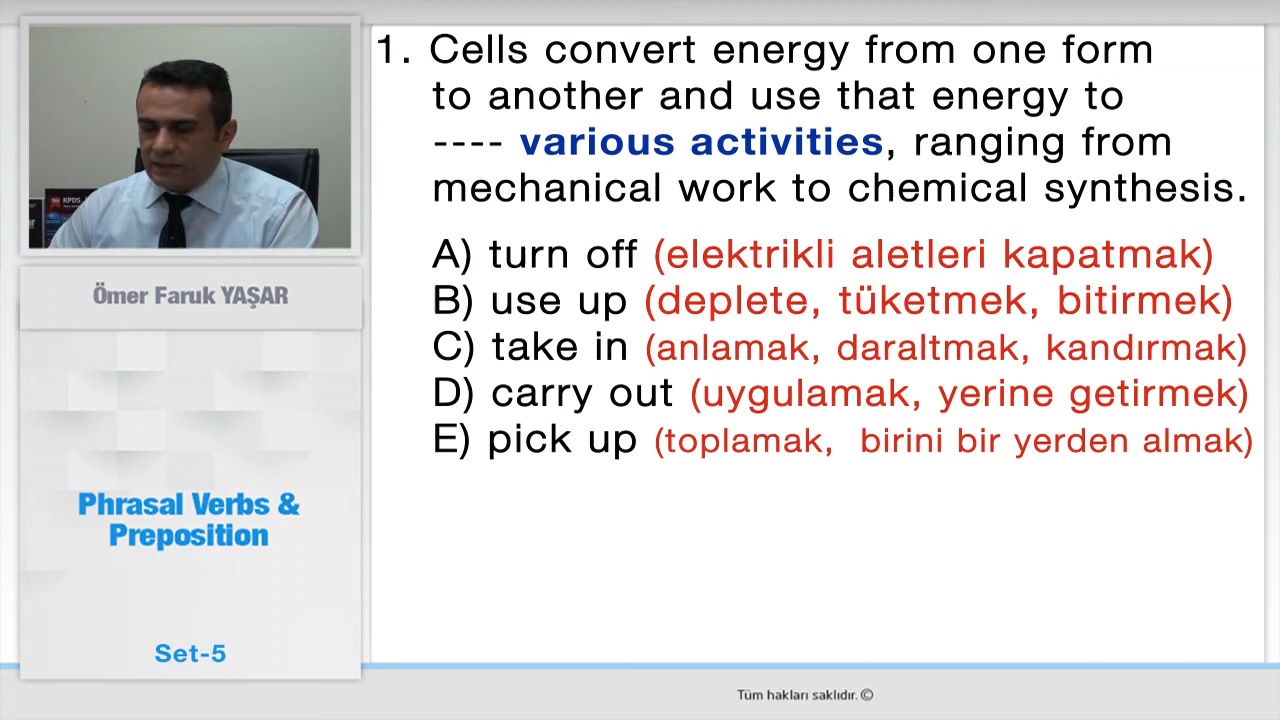 KPDS
Ömer Faruk YAŞAR
Phrasal Verbs &
Preposition
Set-5
1. Cells convert energy from one form
to another and use that energy to
---- various activities, ranging from
mechanical work to chemical synthesis.
A) turn off (elektrikli aletleri kapatmak)
B) use up (deplete, tüketmek, bitirmek)
C) take in (anlamak, daraltmak, kandırmak)
D) carry out (uygulamak, yerine getirmek)
E) pick up (toplamak, birini bir yerden almak)
Tüm hakları saklıdır. ©